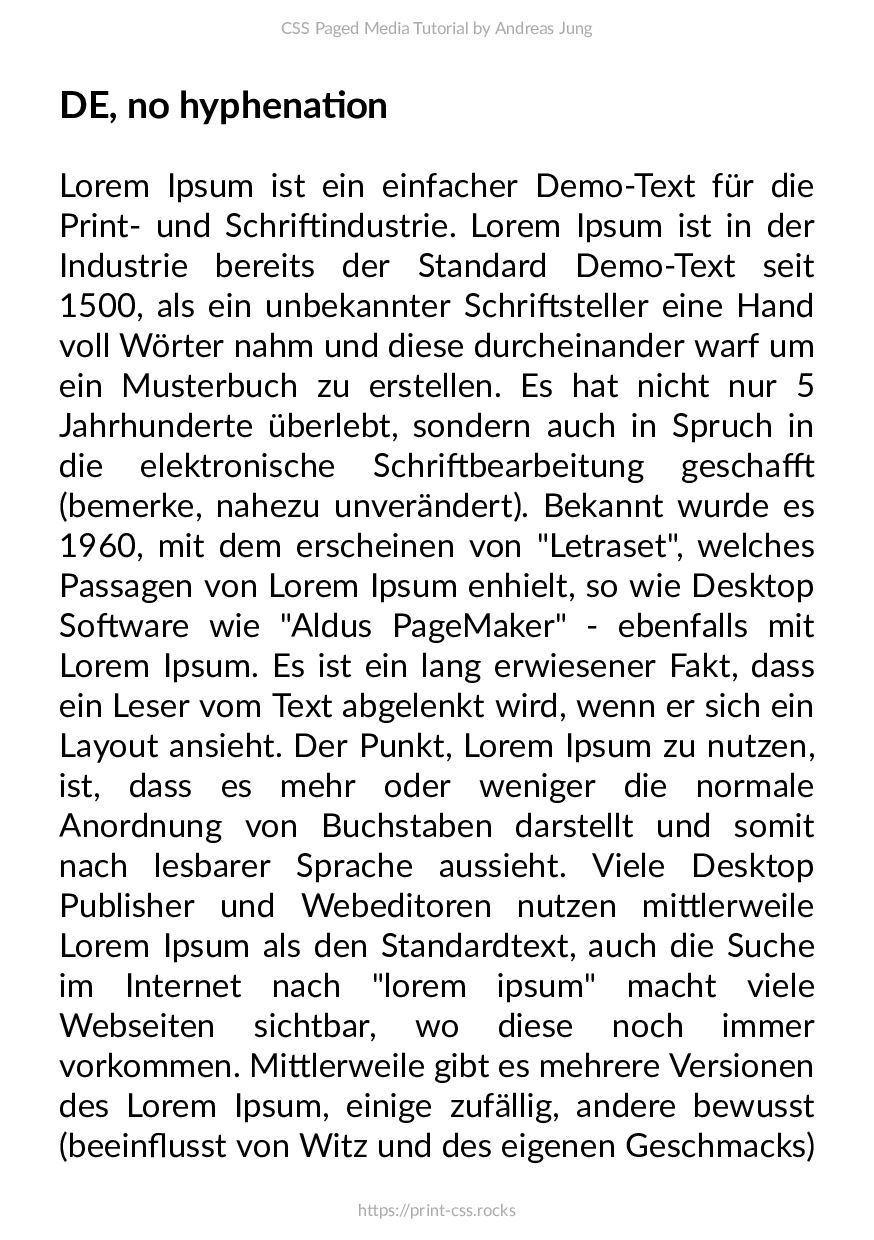 CSS Paged Media Tutorial by Andreas Jung
DE, no hyphenation
Lorem Ipsum ist ein einfacher Demo-Text für die
Print- und Schriftindustrie. Lorem Ipsum ist in der
Industrie bereits der Standard Demo-Text seit
1500, als ein unbekannter Schriftsteller eine Hand
voll Wörter nahm und diese durcheinander warf um
ein Musterbuch zu erstellen. Es hat nicht nur 5
Jahrhunderte überlebt, sondern auch in Spruch in
die elektronische Schriftbearbeitung geschafft
(bemerke, nahezu unverändert). Bekannt wurde es
1960, mit dem erscheinen von "Letraset", welches
Passagen von Lorem Ipsum enhielt, so wie Desktop
Software wie "Aldus PageMaker" - ebenfalls mit
Lorem Ipsum. Es ist ein lang erwiesener Fakt, dass
ein Leser vom Text abgelenkt wird, wenn er sich ein
Layout ansieht. Der Punkt, Lorem Ipsum zu nutzen,
ist, dass es mehr oder weniger die normale
Anordnung von Buchstaben darstellt und somit
nach lesbarer Sprache aussieht. Viele Desktop
Publisher und Webeditoren nutzen mittlerweile
Lorem Ipsum als den Standardtext, auch die Suche
im Internet nach "lorem ipsum" macht viele
Webseiten sichtbar, wo diese noch immer
vorkommen. Mittlerweile gibt es mehrere Versionen
des Lorem Ipsum, einige zufällig, andere bewusst
(beeinflusst von Witz und des eigenen Geschmacks)
https://print-css.rocks